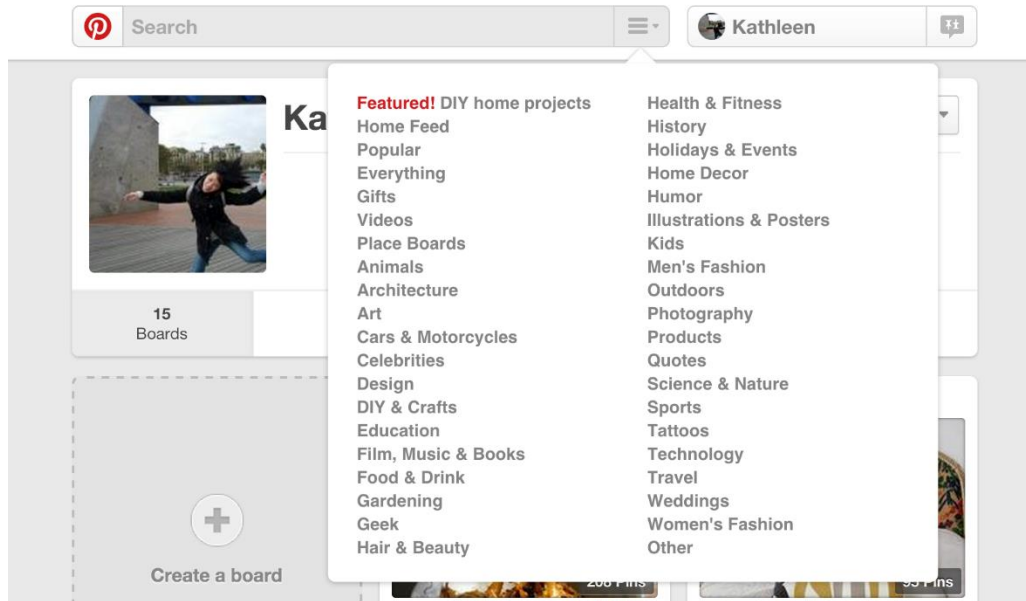 Search
Kathleen
Ka
15
Boards
Featured! DIY home projects
Home Feed
Popular
Everything
Gifts
Videos
Place Boards
Animals
Architecture
Art
Cars & Motorcycles
Celebrities
Design
DIY & Crafts
Education
Film, Music & Books
Food & Drink
Gardening
Geek
Hair & Beauty
Health & Fitness
History
Holidays & Events
Home Decor
Humor
Illustrations & Posters
Kids
Men's Fashion
Outdoors
Photography
Products
Quotes
Science & Nature
Sports
Tattoos
Technology
Travel
Weddings
Women's Fashion
Other
Create a board
Pins
Pins